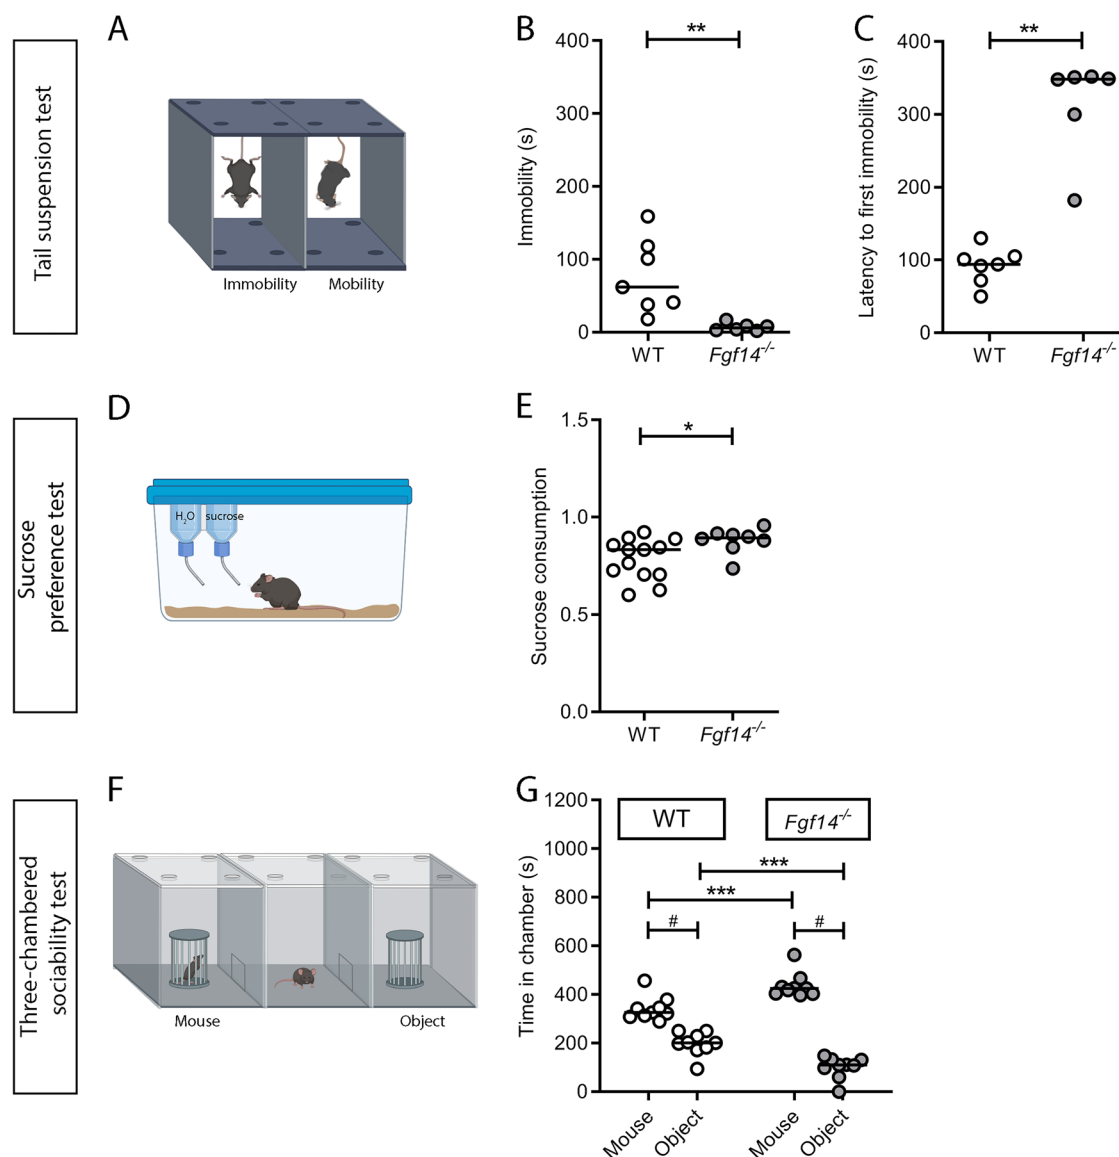 Tail suspension test
A
Immobility
Mobility
B
Immobility (s)
400
300
200
100
0
**
WT
Fgf14-/-
C
Latency to first immobility (s)
400
300
200
100
0
**
WT
Fgf14-/-
Sucrose
preference test
D
H2O
sucrose
E
Sucrose consumption
1.5
1.0
0.5
0.0
*
WT
Fgf14-/-
Three-chambered
sociability test
F
Mouse
Object
G
Time in chamber (s)
1200
1000
800
600
400
200
0
WT
Fgf14-/-
***
***
#
#
Mouse
Object
Mouse
Object